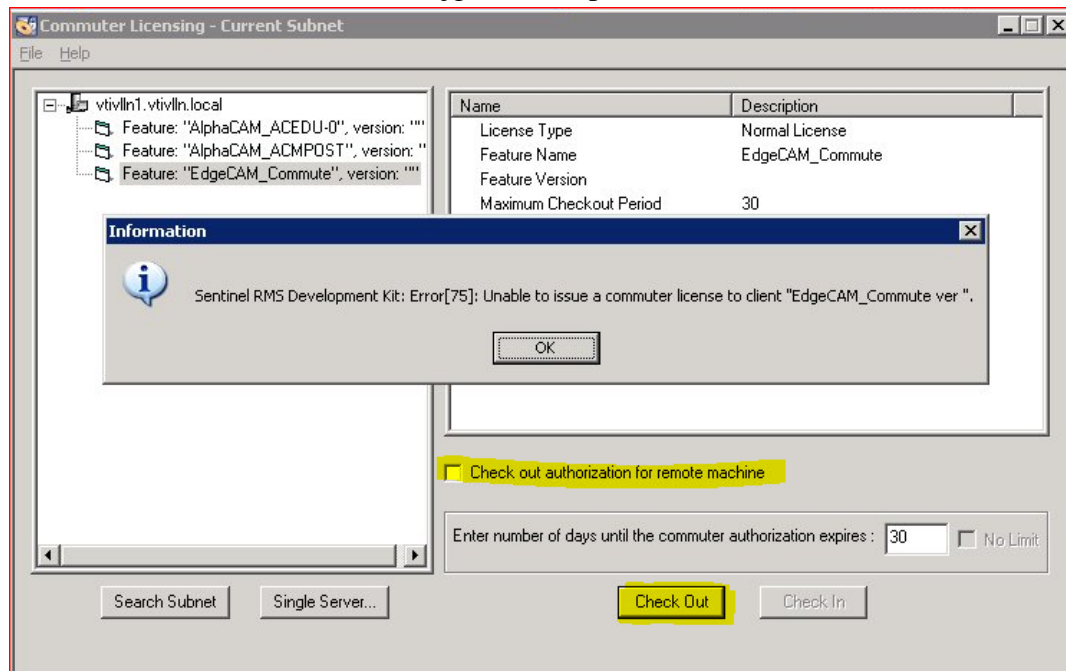 Commuter Licensing - Current Subnet
File Help
vtivlln1.vtivlln.local
Feature: "AlphaCAM_ACEDU-0", version: ""
Feature: "AlphaCAM_ACMPOST", version: "
Feature: "EdgeCAM_Commute", version: ""
Name Description
License Type Normal License
Feature Name EdgeCAM_Commute
Feature Version
Maximum Checkout Period 30
Information
Sentinel RMS Development Kit: Error[75]: Unable to issue a commuter license to client "EdgeCAM_Commute ver ".
OK
Check out authorization for remote machine
Enter number of days until the commuter authorization expires : 30 No Limit
Search Subnet Single Server... Check Out Check In